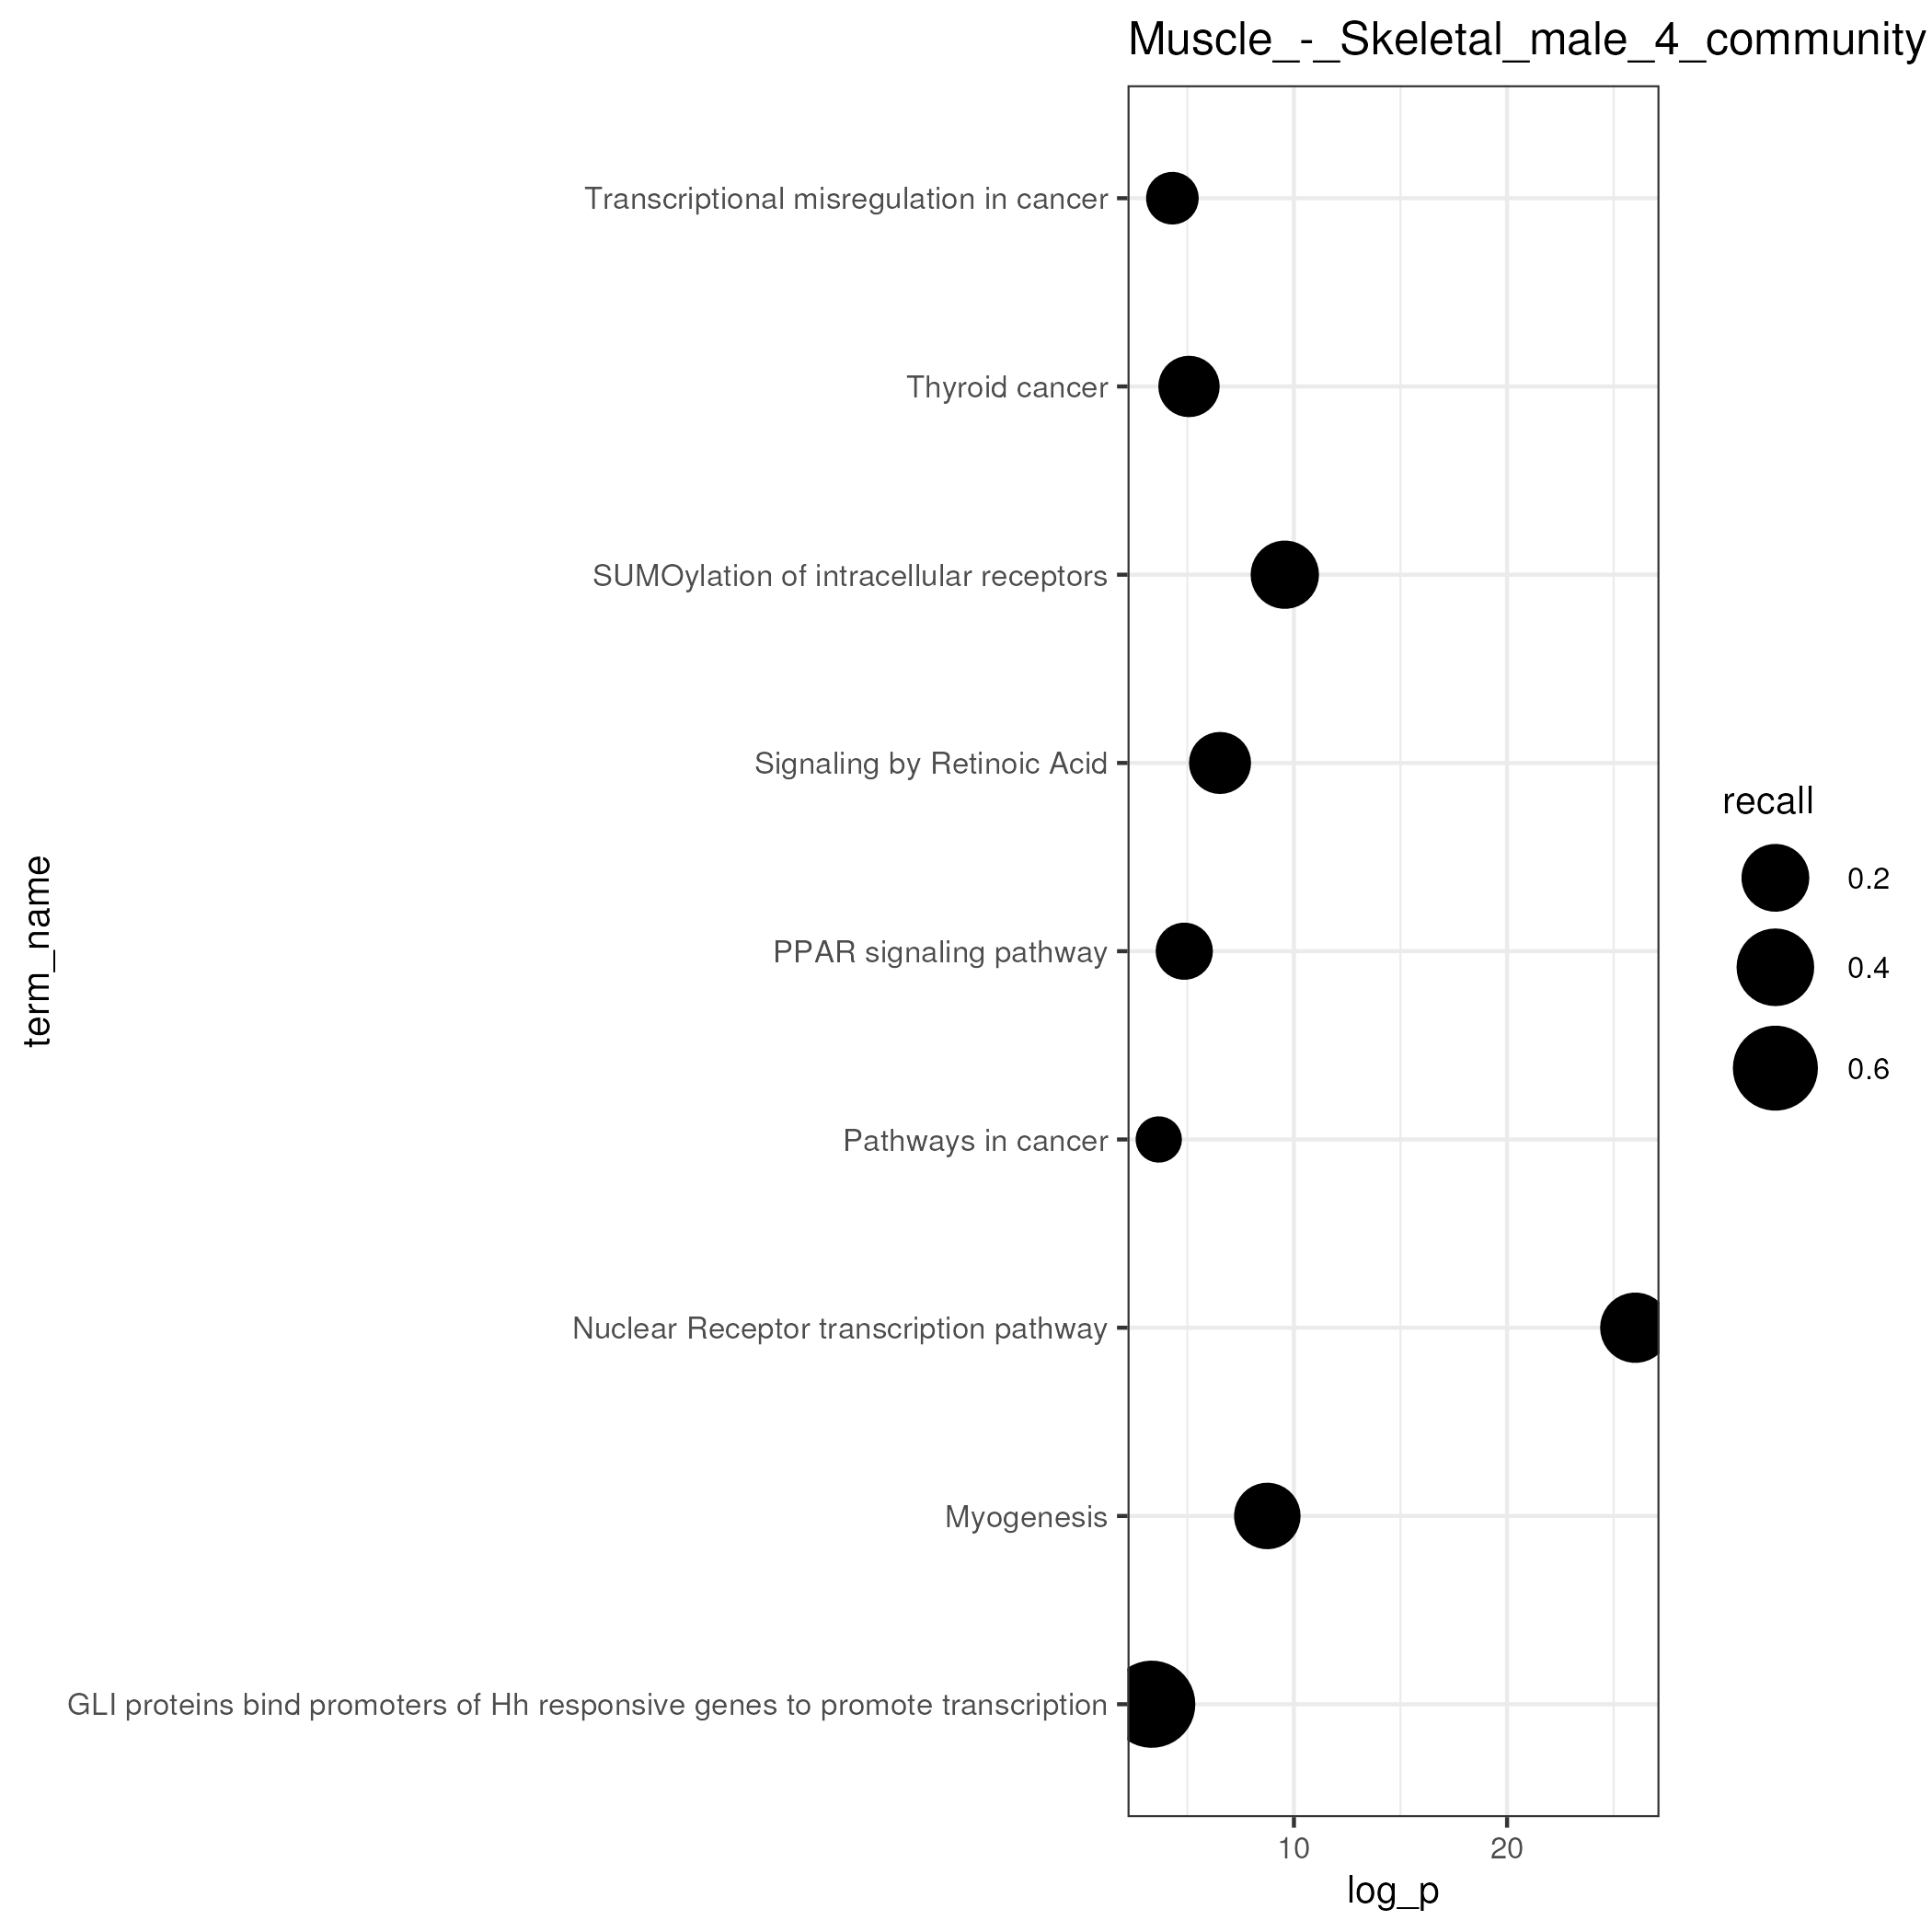 Muscle_-_Skeletal_male_4_community
Transcriptional misregulation in cancer
Thyroid cancer
SUMOylation of intracellular receptors
Signaling by Retinoic Acid
PPAR signaling pathway
Pathways in cancer
Nuclear Receptor transcription pathway
Myogenesis
GLI proteins bind promoters of Hh responsive genes to promote transcription
term_name
10 20
log_p
recall
0.2
0.4
0.6